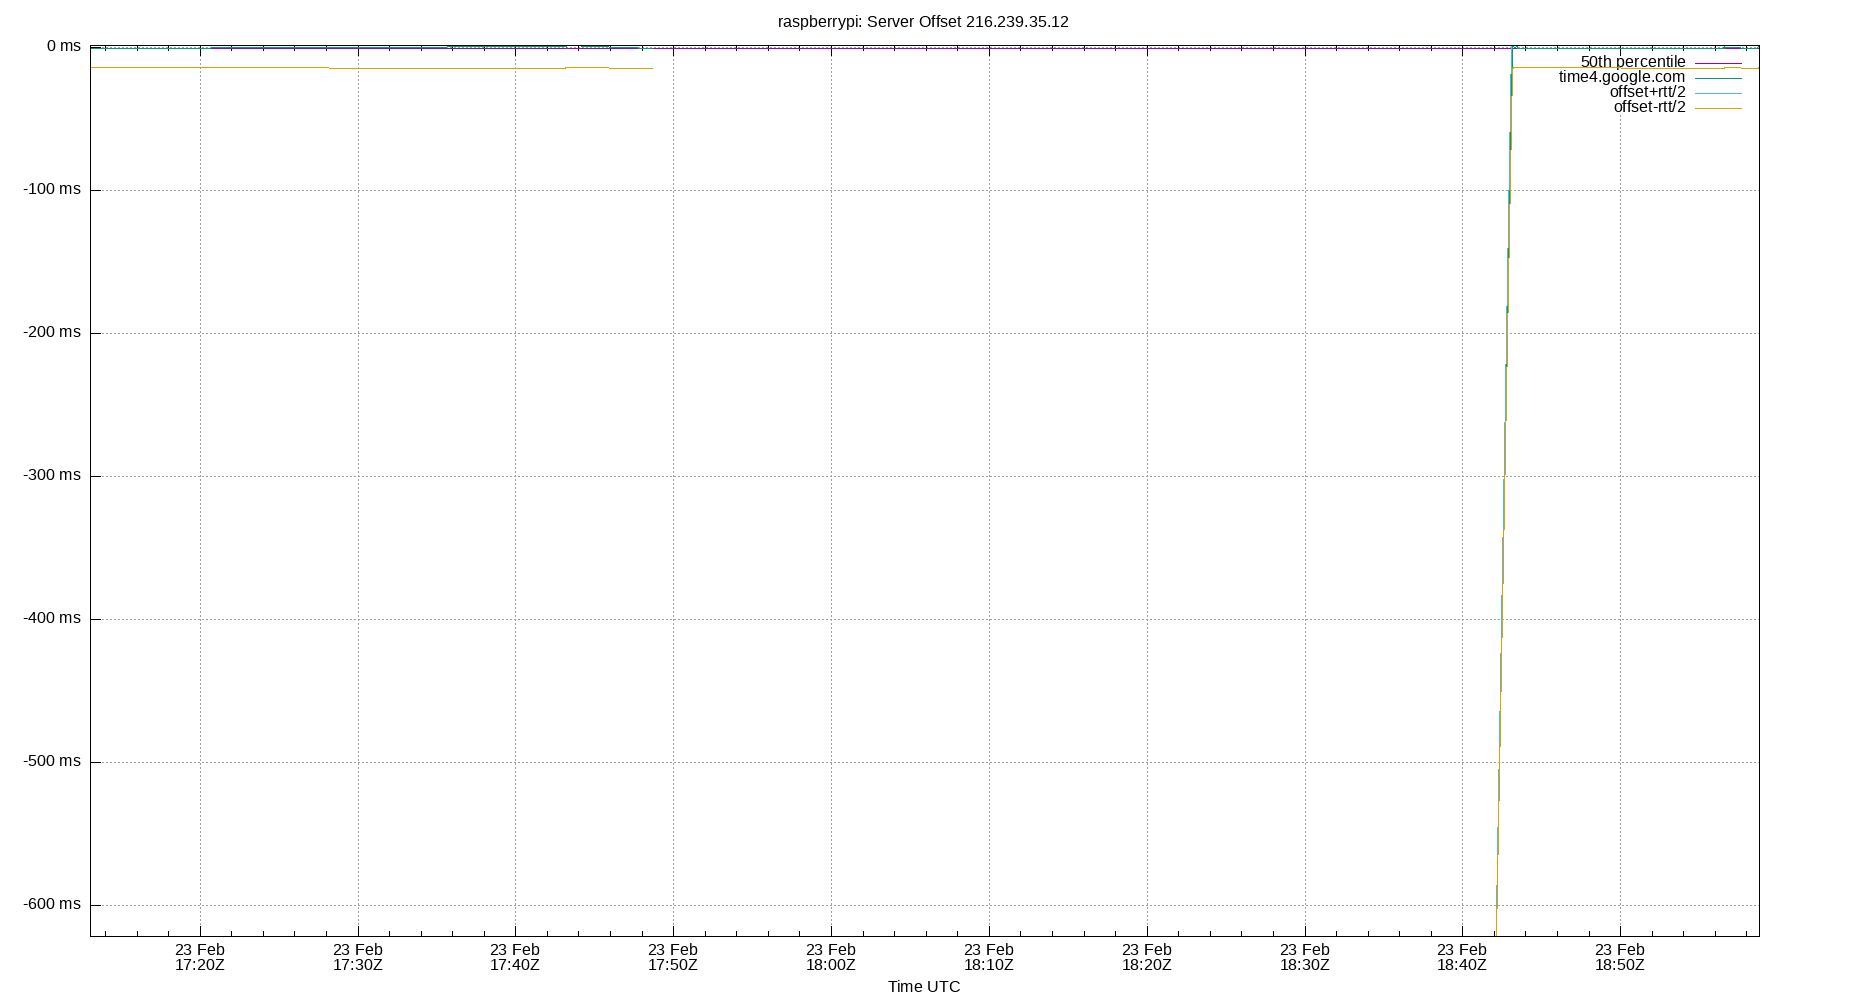 raspberrypi: Server Offset 216.239.35.12
0 ms
50th percentile
time4.google.com
offset+rtt/2
offset-rtt/2
-100 ms
-200 ms
-300 ms
-400 ms
-500 ms
-600 ms
23 Feb 23 Feb 23 Feb 23 Feb 23 Feb 23 Feb 23 Feb 23 Feb 23 Feb 23 Feb
17:20Z 17:30Z 17:40Z 17:50Z 18:00Z 18:10Z 18:20Z 18:30Z 18:40Z 18:50Z
Time UTC